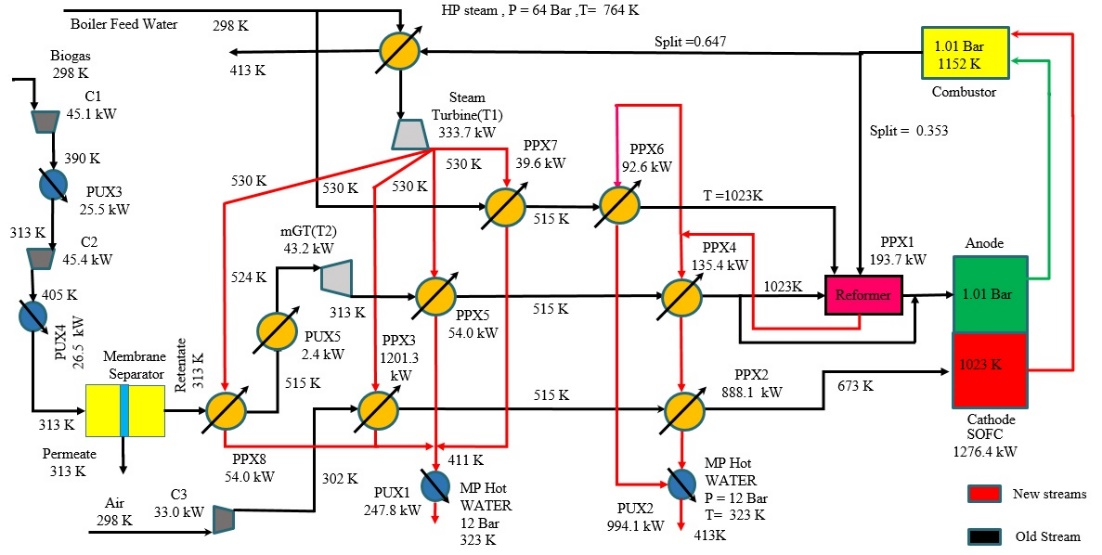 HP steam , P = 64 Bar ,T= 764 K
Boiler Feed Water
298 K
Split =0.647
1.01 Bar
1152 K
413 K
Combustor
Biogas
298 K
C1
45.1 kW
Steam
Turbine(T1)
333.7 kW
Split = 0.353
390 K
PPX7
39.6 kW
PPX6
92.6 kW
530 K
530 K
530 K
530 K
PUX3
25.5 kW
T =1023K
515 K
313 K
C2
45.4 kW
mGT(T2)
43.2 kW
PPX4
135.4 kW
PPX1
193.7 kW
Anode
524 K
405 K
1023K
Reformer
1.01 Bar
313 K
515 K
PPX5
54.0 kW
PUX4
26.5 kW
PUX5
2.4 kW
PPX3
1201.3
kW
Membrane
Separator
Retentate
313 K
515 K
PPX2
888.1 kW
1023 K
673 K
515 K
313 K
Cathode
SOFC
1276.4 kW
Permeate
313 K
PPX8
54.0 kW
411 K
302 K
C3
33.0 kW
Air
298 K
PUX1
247.8 kW
MP Hot
WATER
12 Bar
323 K
PUX2
994.1 kW
MP Hot
WATER
P = 12 Bar
T= 323 K
413K
New streams
Old Stream